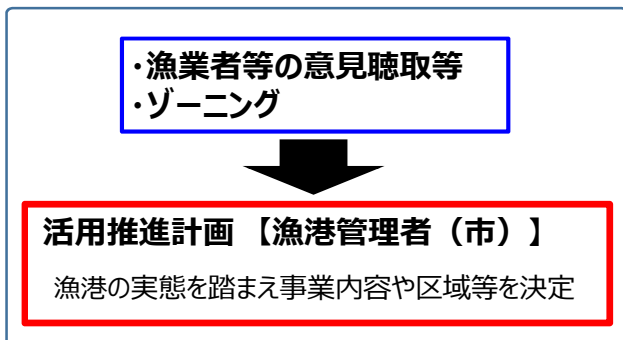 ・漁業者等の意見聴取等
・ゾーニング
活用推進計画 【漁港管理者（市）】
漁港の実態を踏まえ事業内容や区域等を決定